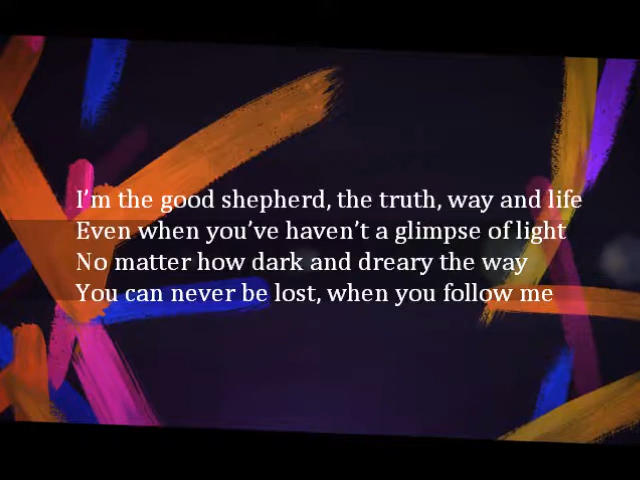 I'm the good shepherd, the truth, way and life
Even when you've haven't a glimpse of light
No matter how dark and dreary the way
You can never be lost, when you follow me